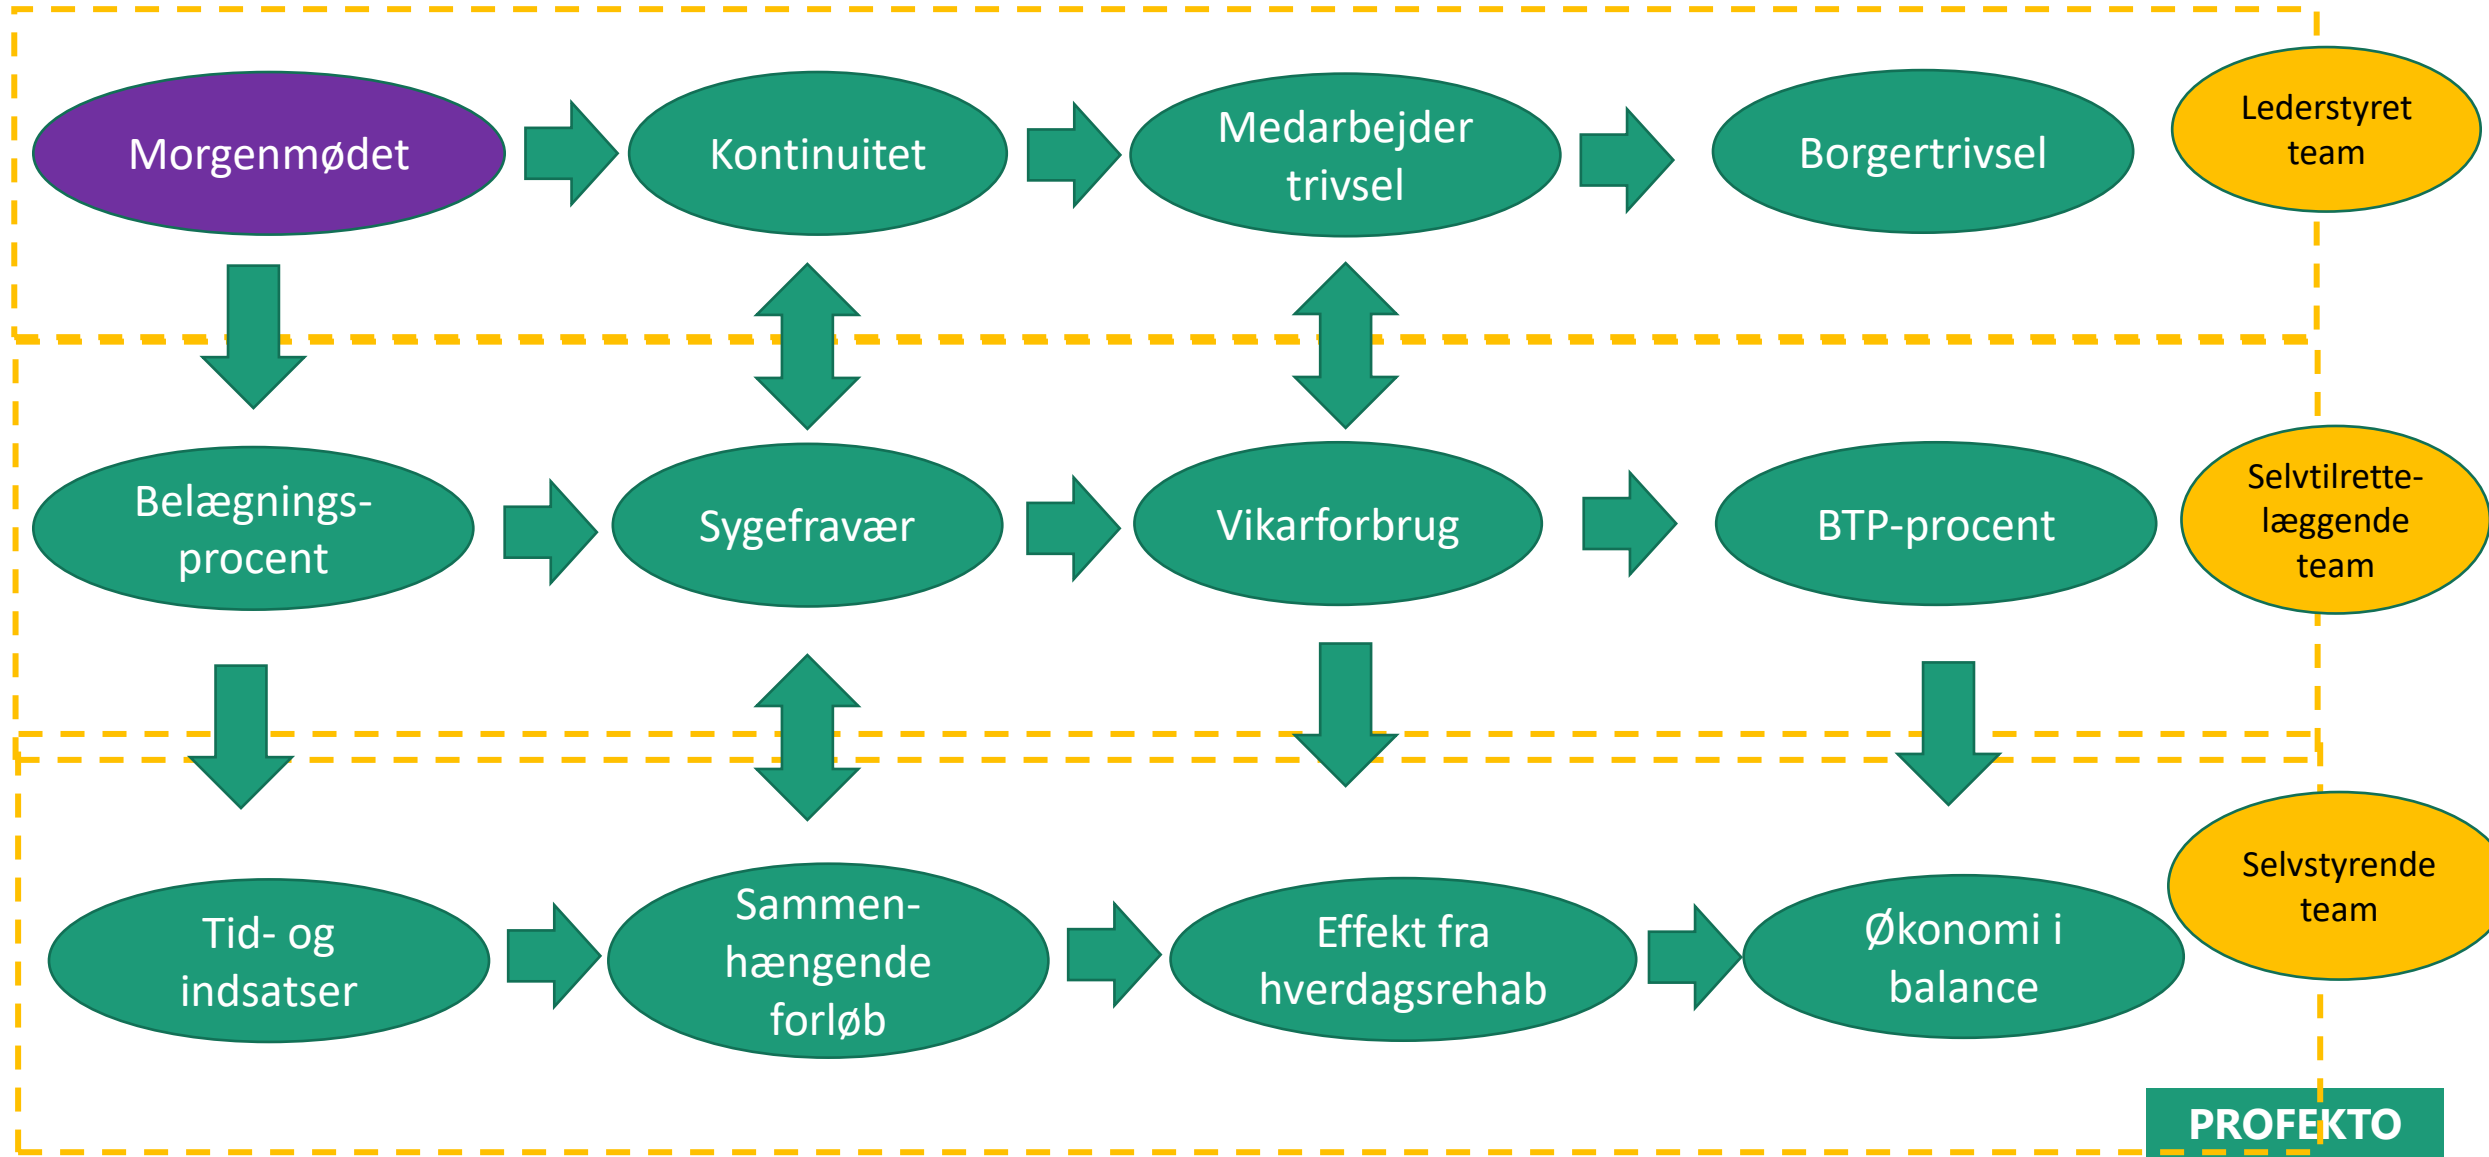 Morgenmødet
Kontinuitet
Medarbejder
trivsel
Borgertrivsel
Lederstyret
team
Belægnings-
procent
Sygefravær
Vikarforbrug
BTP-procent
Selvtilrette-
læggende
team
Tid- og
indsatser
Sammen-
hængende
forløb
Effekt fra
hverdagsrehab
Økonomi i
balance
Selvstyrende
team
PROFEKTO